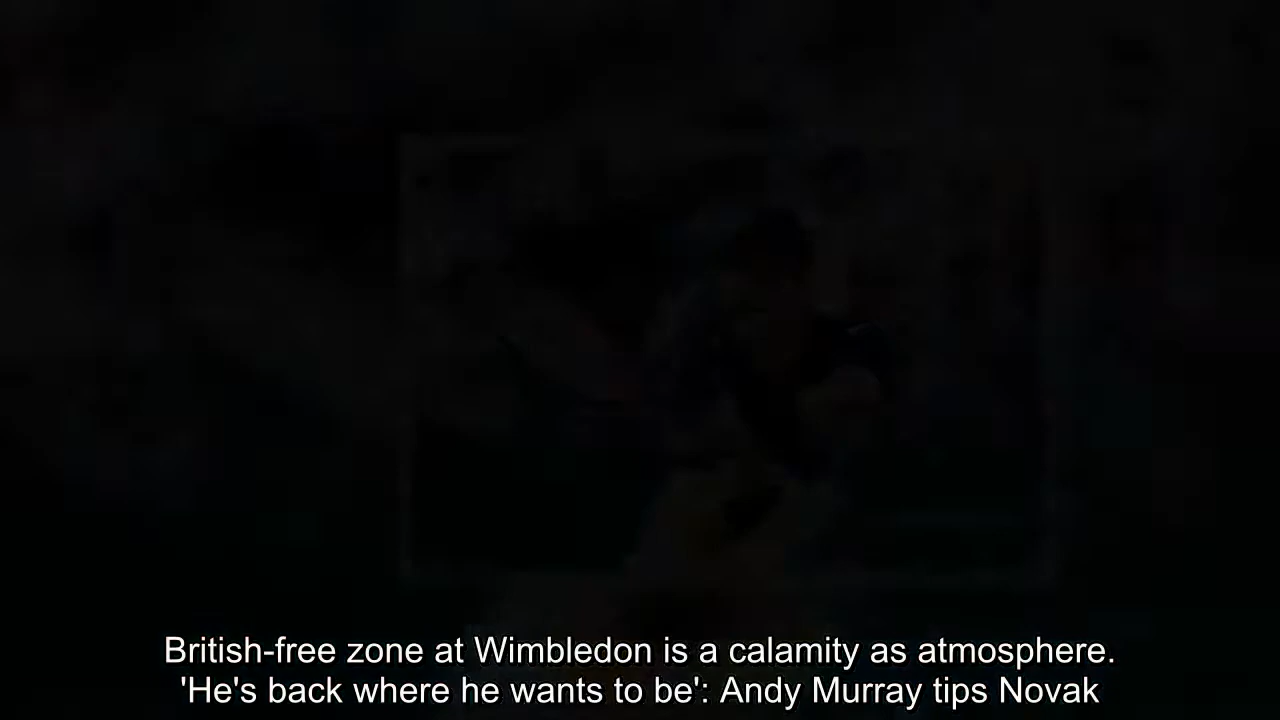 British-free zone at Wimbledon is a calamity as atmosphere.
'He's back where he wants to be': Andy Murray tips Novak